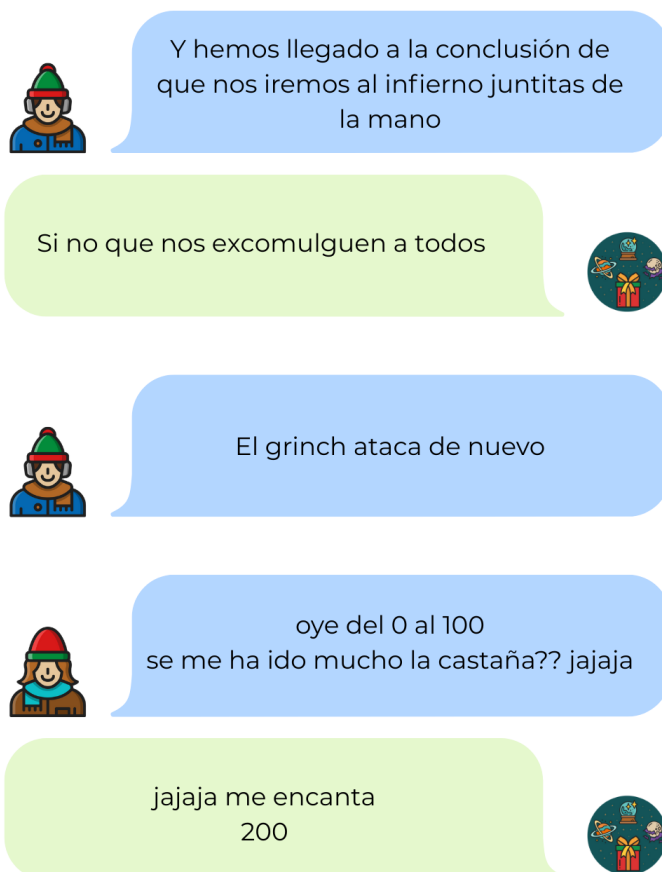 Y hemos llegado a la conclusión de
que nos iremos al infierno juntitas de
la mano
Si no que nos excomulguen a todos
El grinch ataca de nuevo
oye del 0 al 100
se me ha ido mucho la castaña?? jajaja
jajaja me encanta
200